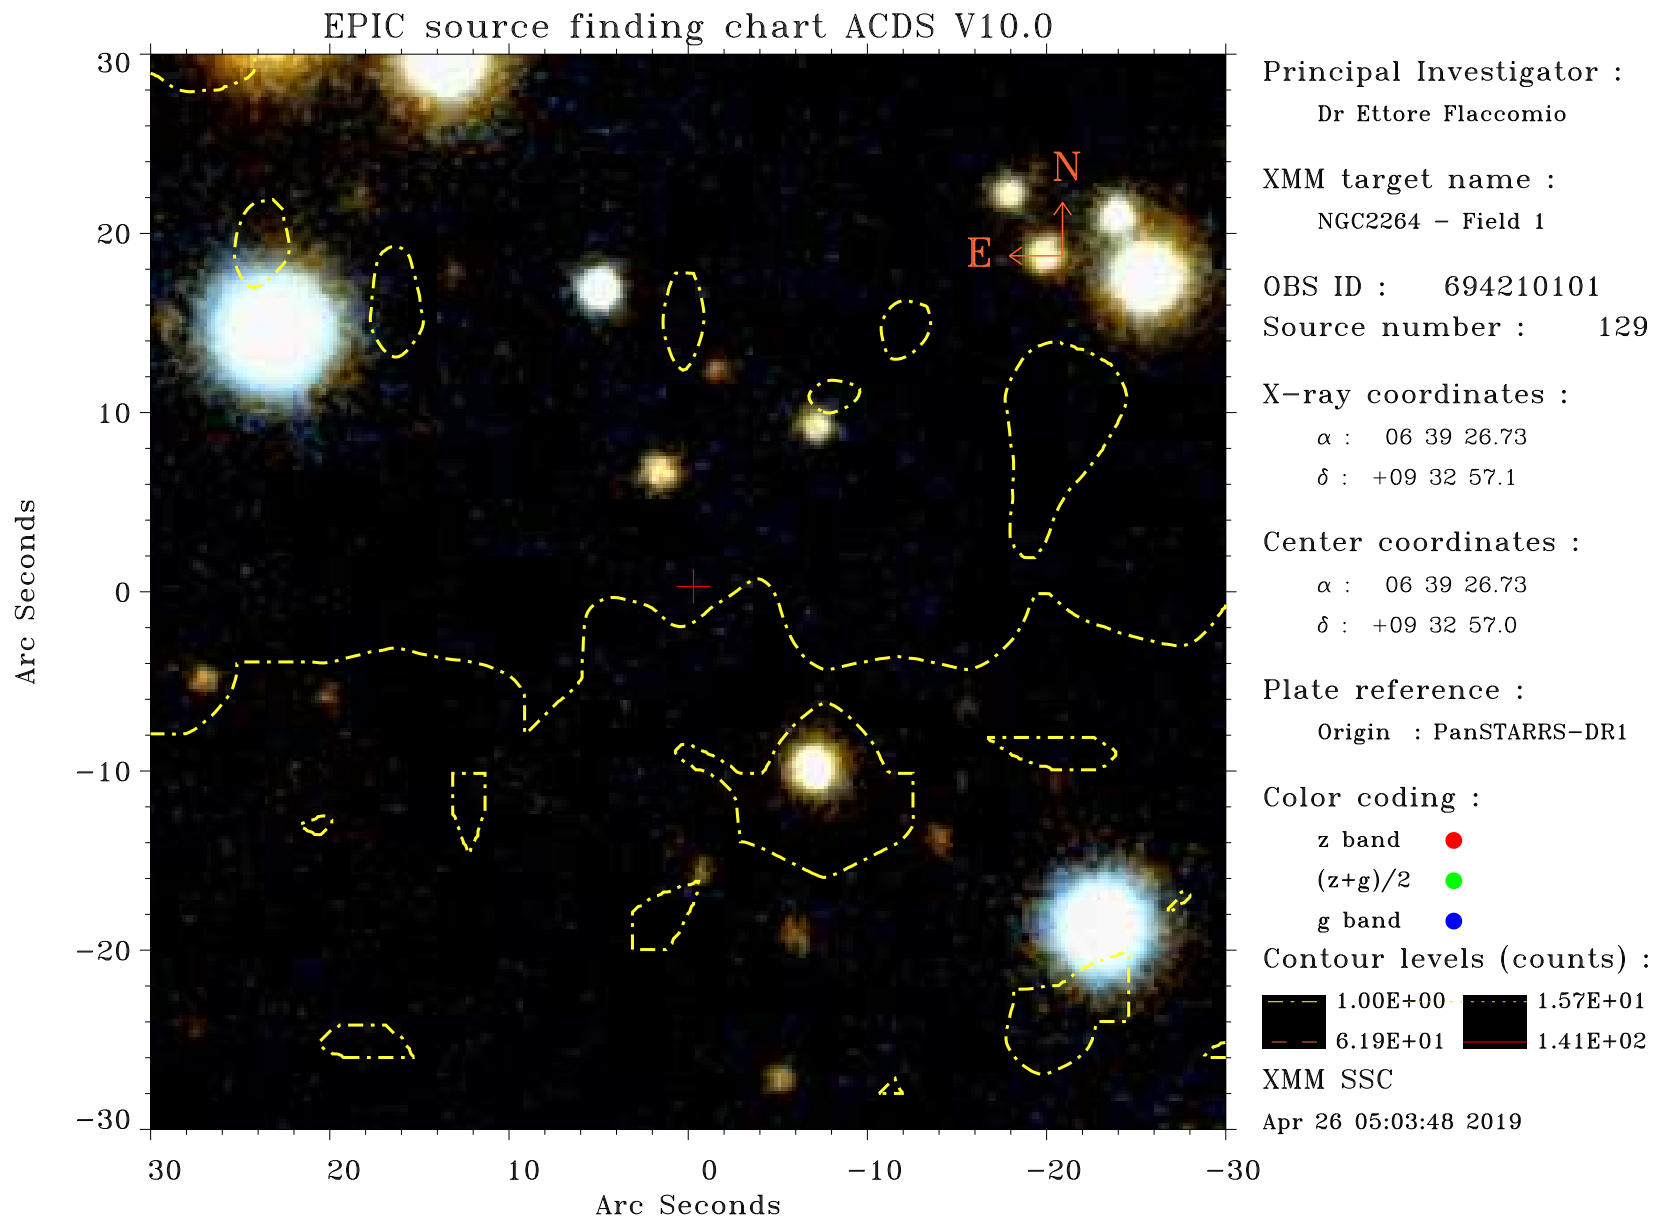 EPIC source finding chart ACDS V10.0
30
20
10
0
−10
−20
−30
Arc Seconds
N
E
30
20
10
0
−10
−20
−30
Arc Seconds
Principal Investigator :
Dr Ettore Flaccomio
XMM target name :
NGC2264 − Field 1
OBS ID : 694210101
Source number : 129
X−ray coordinates :
α : 06 39 26.73
δ : +09 32 57.1
Center coordinates :
α : 06 39 26.73
δ : +09 32 57.0
Plate reference :
Origin : PanSTARRS−DR1
Color coding :
z band
(z+g)/2
g band
Contour levels (counts) :
1.00E+00 1.57E+01
6.19E+01 1.41E+02
XMM SSC
Apr 26 05:03:48 2019